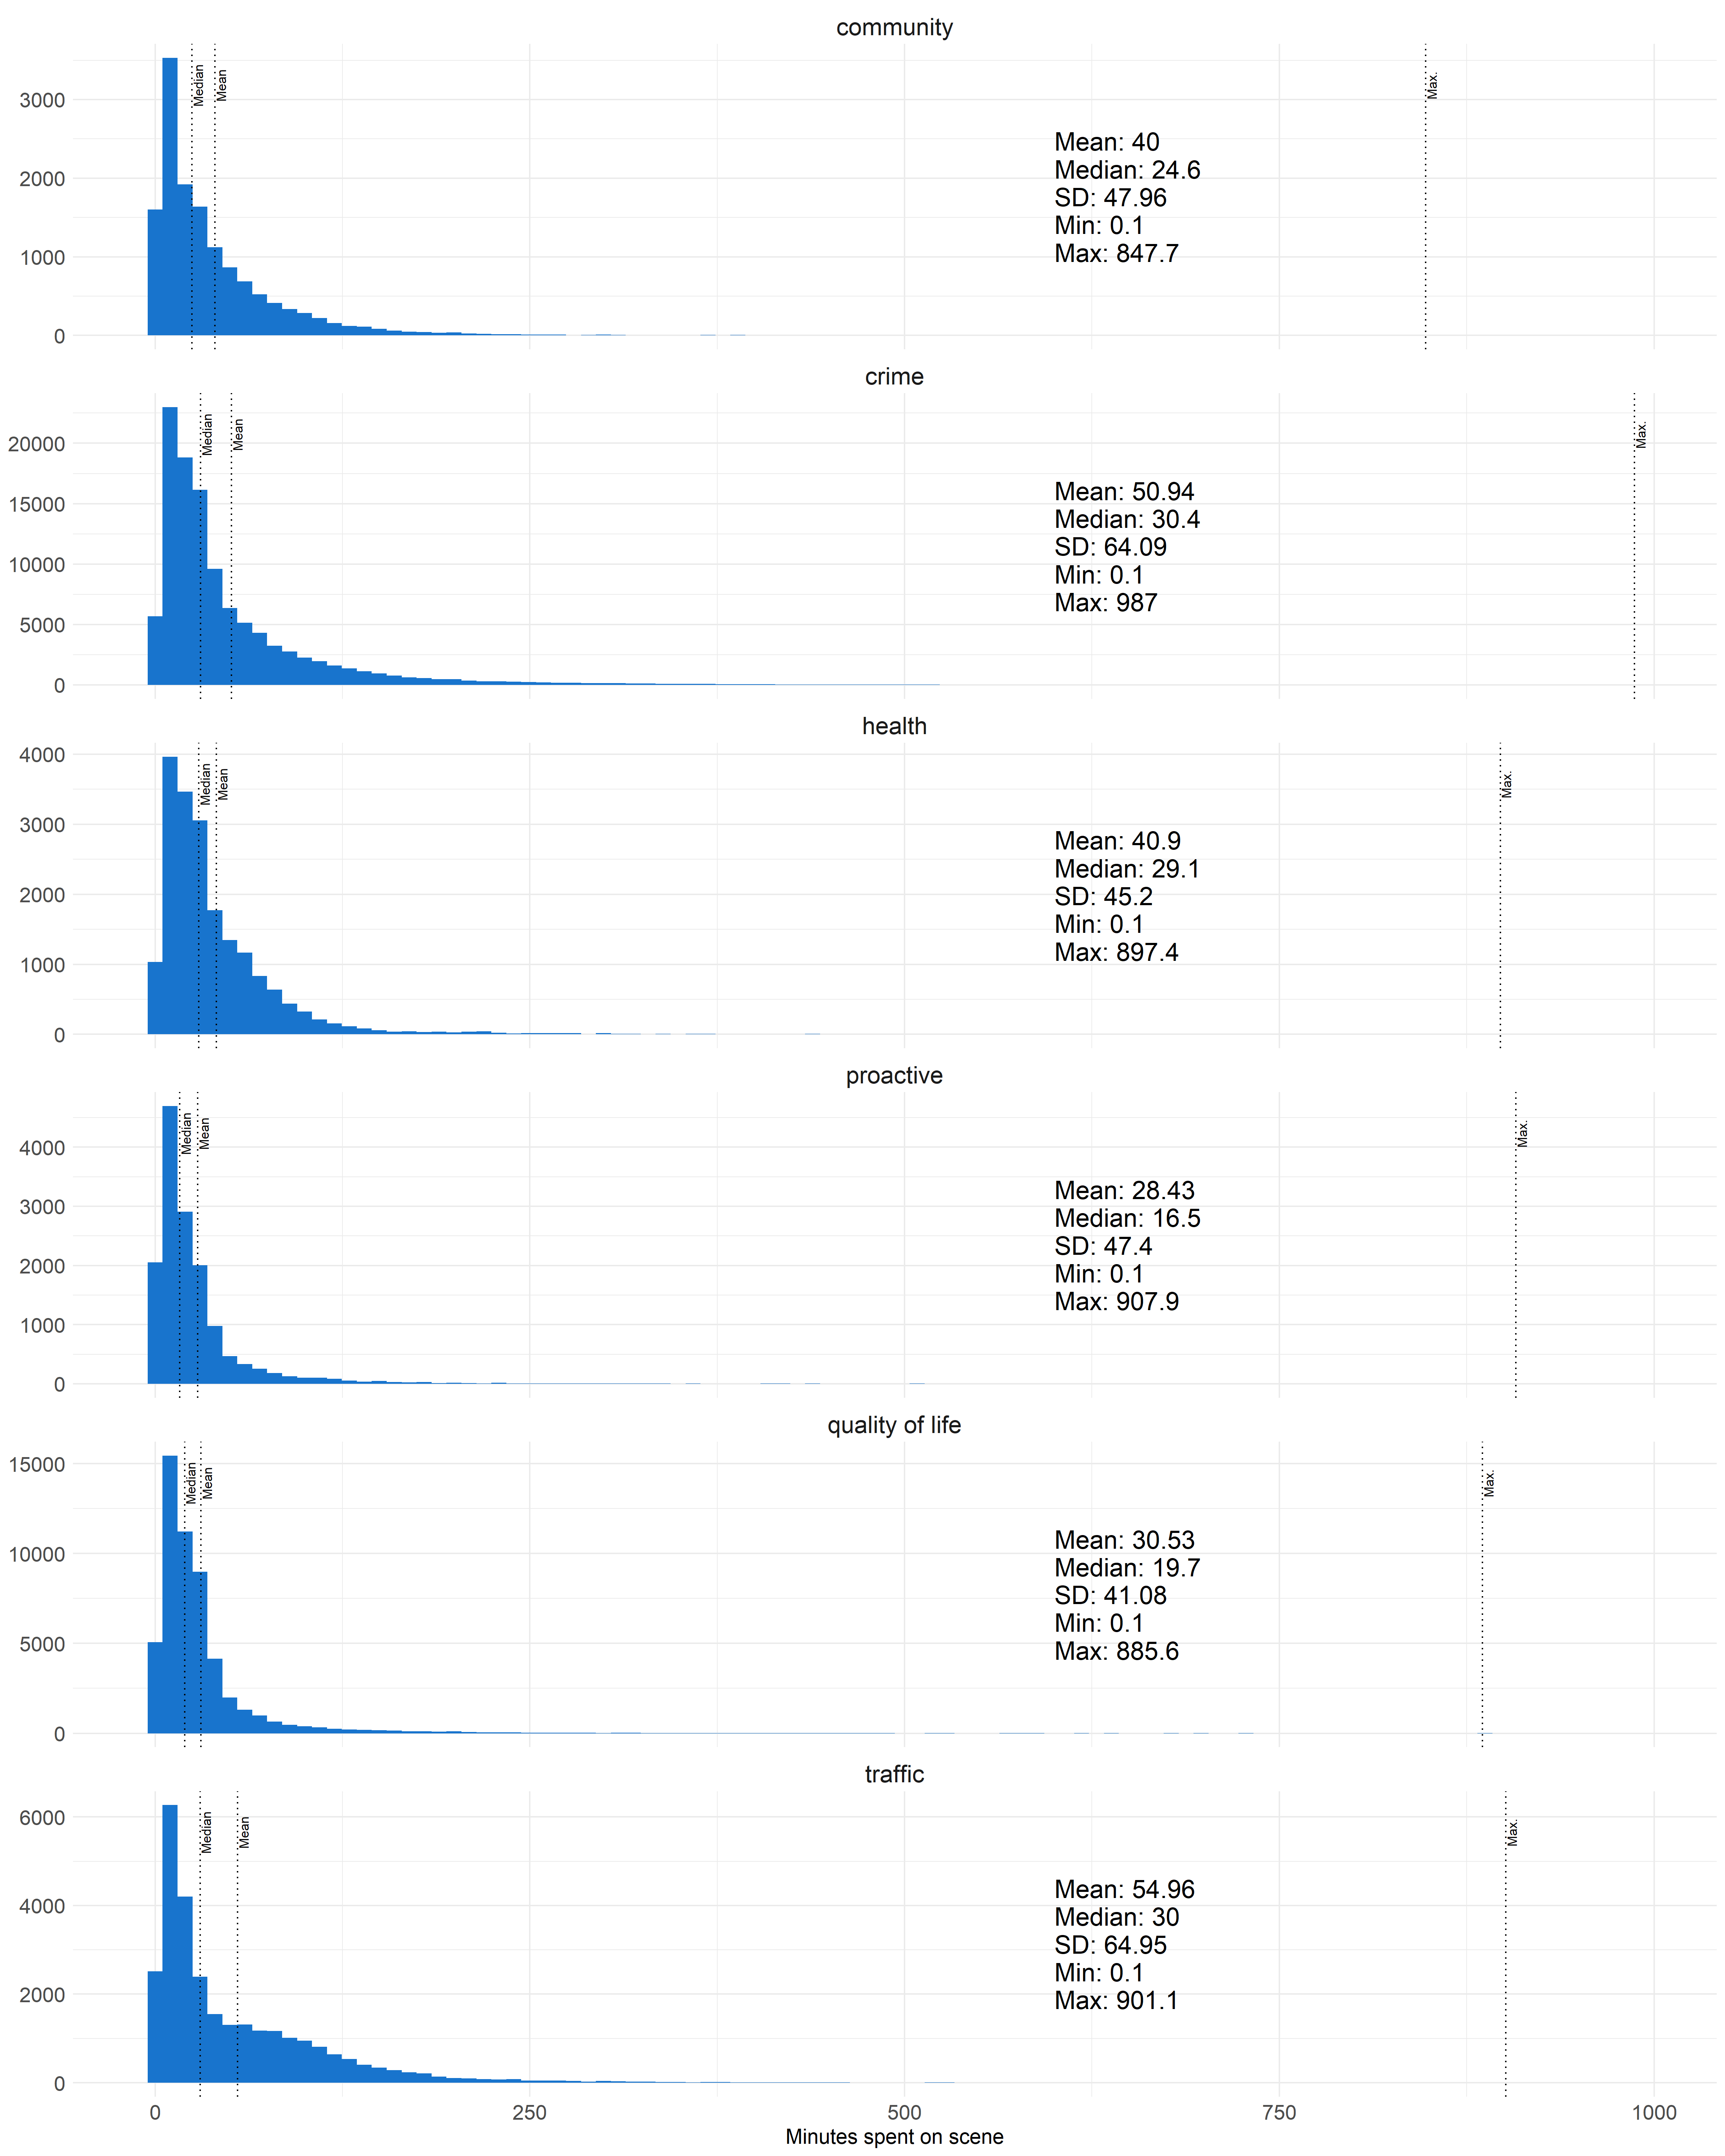 community
3000
2000
1000
0
Median
Mean
Max.
Mean: 40
Median: 24.6
SD: 47.96
Min: 0.1
Max: 847.7
crime
20000
15000
10000
5000
0
Median
Mean
Max.
Mean: 50.94
Median: 30.4
SD: 64.09
Min: 0.1
Max: 987
health
4000
3000
2000
1000
0
Median
Mean
Max.
Mean: 40.9
Median: 29.1
SD: 45.2
Min: 0.1
Max: 897.4
proactive
4000
3000
2000
1000
0
Median
Mean
Max.
Mean: 28.43
Median: 16.5
SD: 47.4
Min: 0.1
Max: 907.9
quality of life
15000
10000
5000
0
Median
Mean
Max.
Mean: 30.53
Median: 19.7
SD: 41.08
Min: 0.1
Max: 885.6
traffic
6000
4000
2000
0
Median
Mean
Max.
Mean: 54.96
Median: 30
SD: 64.95
Min: 0.1
Max: 901.1
0 250 500 750 1000
Minutes spent on scene